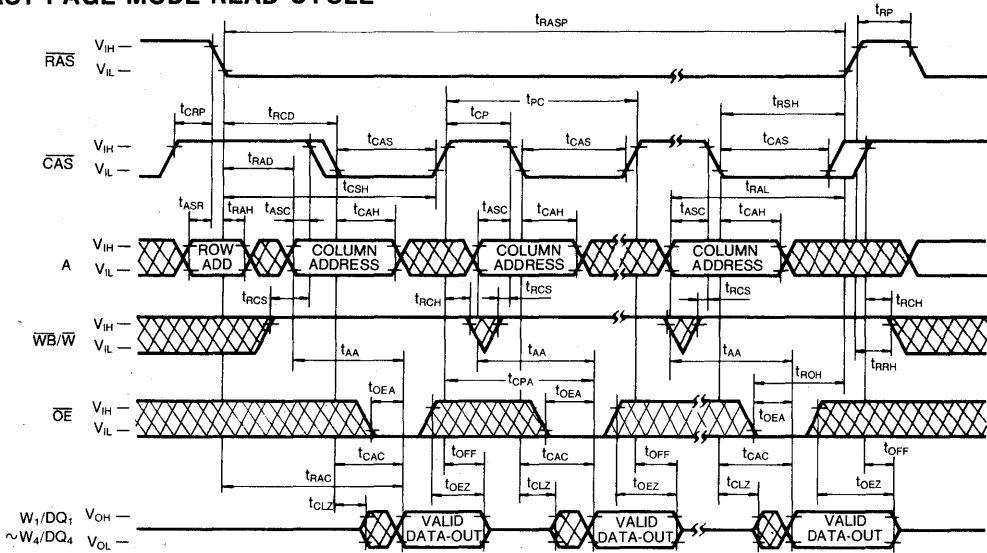 FAST PAGE MODE READ CYCLE
tRASP tRP
RAS VIH VIL
tCRP tRCD tPC tCP tRSH
CAS VIH VIL
tCAS tCAS tCAS
tRAD tCSH tRAL
tASR tRAH tASC tCAH tASC tCAH tASC tCAH
A VIH VIL
ROW ADD
COLUMN ADDRESS
COLUMN ADDRESS
COLUMN ADDRESS
tRCS tRCH tRCS tRCS tRCH
WB/W VIH VIL
tAA tAA tAA tRRH
tOEA tCPA tOEA tROH tOEA
OE VIH VIL
tCAC tOFF tCAC tOFF tCAC tOFF
tRAC tOEZ tOEZ tOEZ
tCLZ tCLZ tCLZ
W1/DQ1 ~W4/DQ4 VOH VOL
VALID DATA-OUT
VALID DATA-OUT
VALID DATA-OUT